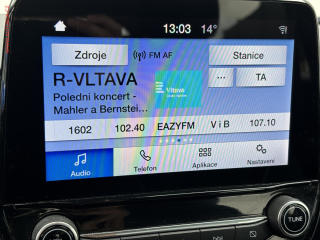 13:03 14°
Zdroje FM AF Stanice
R-VLTAVA
Polední koncert -
Mahler a Bernstei...
Vltava
... TA
1602 102.40 EAZYFM V i B 107.10
Audio Telefon Aplikace Nastavení